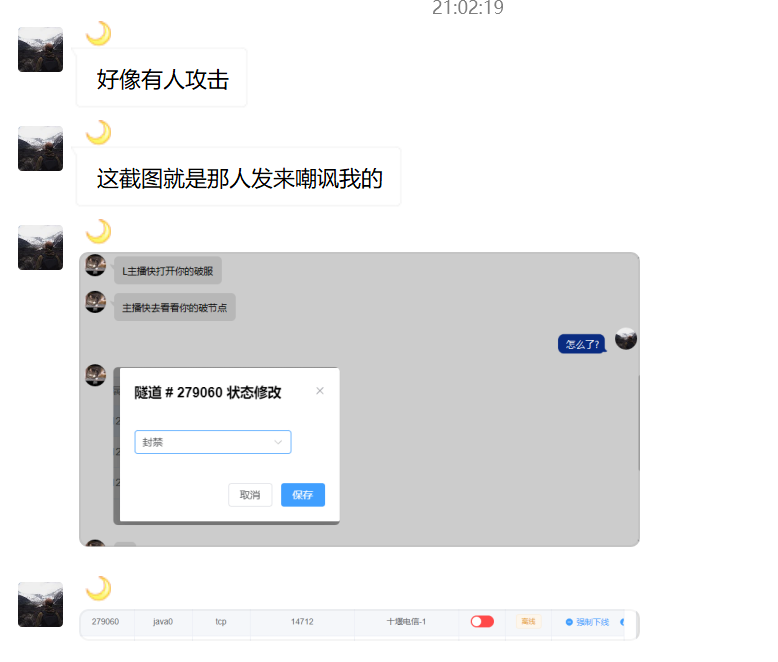 21:02:19
好像有人攻击
这截图就是那人发来嘲讽我的
L主播快打开你的破服
主播快去看看你的破节点
怎么了?
隧道 # 279060 状态修改
封禁
取消
保存
279060 java0 tcp 14712 十堰电信-1 离线 强制下线